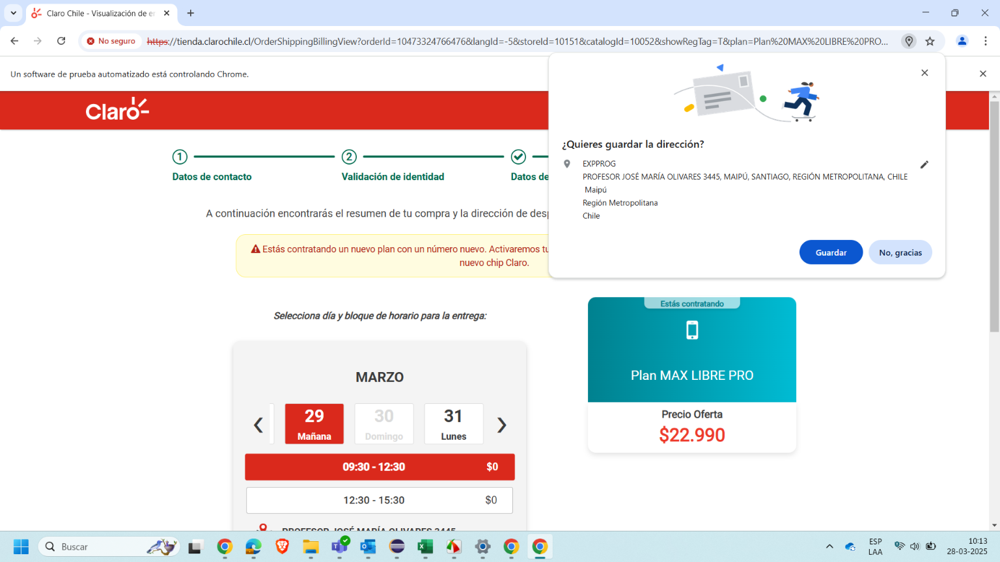 Claro Chile - Visualización de e
No seguro
https://tienda.clarochile.cl/OrderShippingBillingView?orderId=10473324766476&langId=-5&storeId=10151&catalogId=10052&showRegTag=T&plan=Plan%20MAX%20LIBRE%20PRO...
Un software de prueba automatizado está controlando Chrome.
Claro
¿Quieres guardar la dirección?
EXPPROG
PROFESOR JOSÉ MARÍA OLIVARES 3445, MAIPÚ, SANTIAGO, REGIÓN METROPOLITANA, CHILE
Maipú
Región Metropolitana
Chile
Guardar
No, gracias
1
2
Datos de contacto
Validación de identidad
Datos de
A continuación encontrarás el resumen de tu compra y la dirección de des
Estás contratando un nuevo plan con un número nuevo. Activaremos tu
nuevo chip Claro.
Selecciona día y bloque de horario para la entrega:
MARZO
29
Mañana
30
Domingo
31
Lunes
09:30 - 12:30 $0
12:30 - 15:30 $0
PROFESOR JOSÉ MARÍA OLIVARES 3445
Estás contratando
Plan MAX LIBRE PRO
Precio Oferta
$22.990
Buscar
ESP
LAA
10:13
28-03-2025